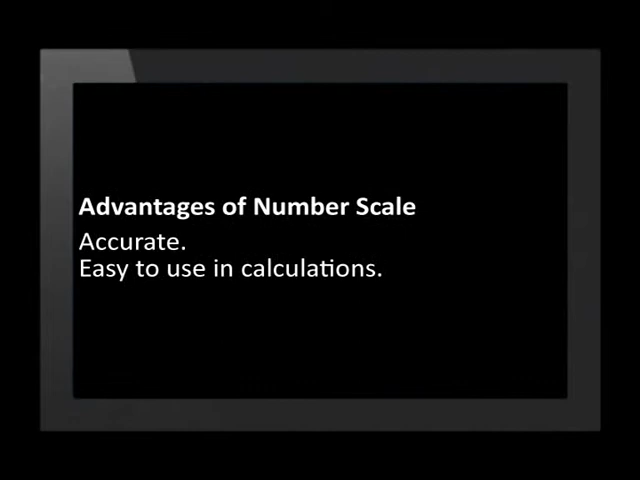 Advantages of Number Scale
Accurate.
Easy to use in calculations.